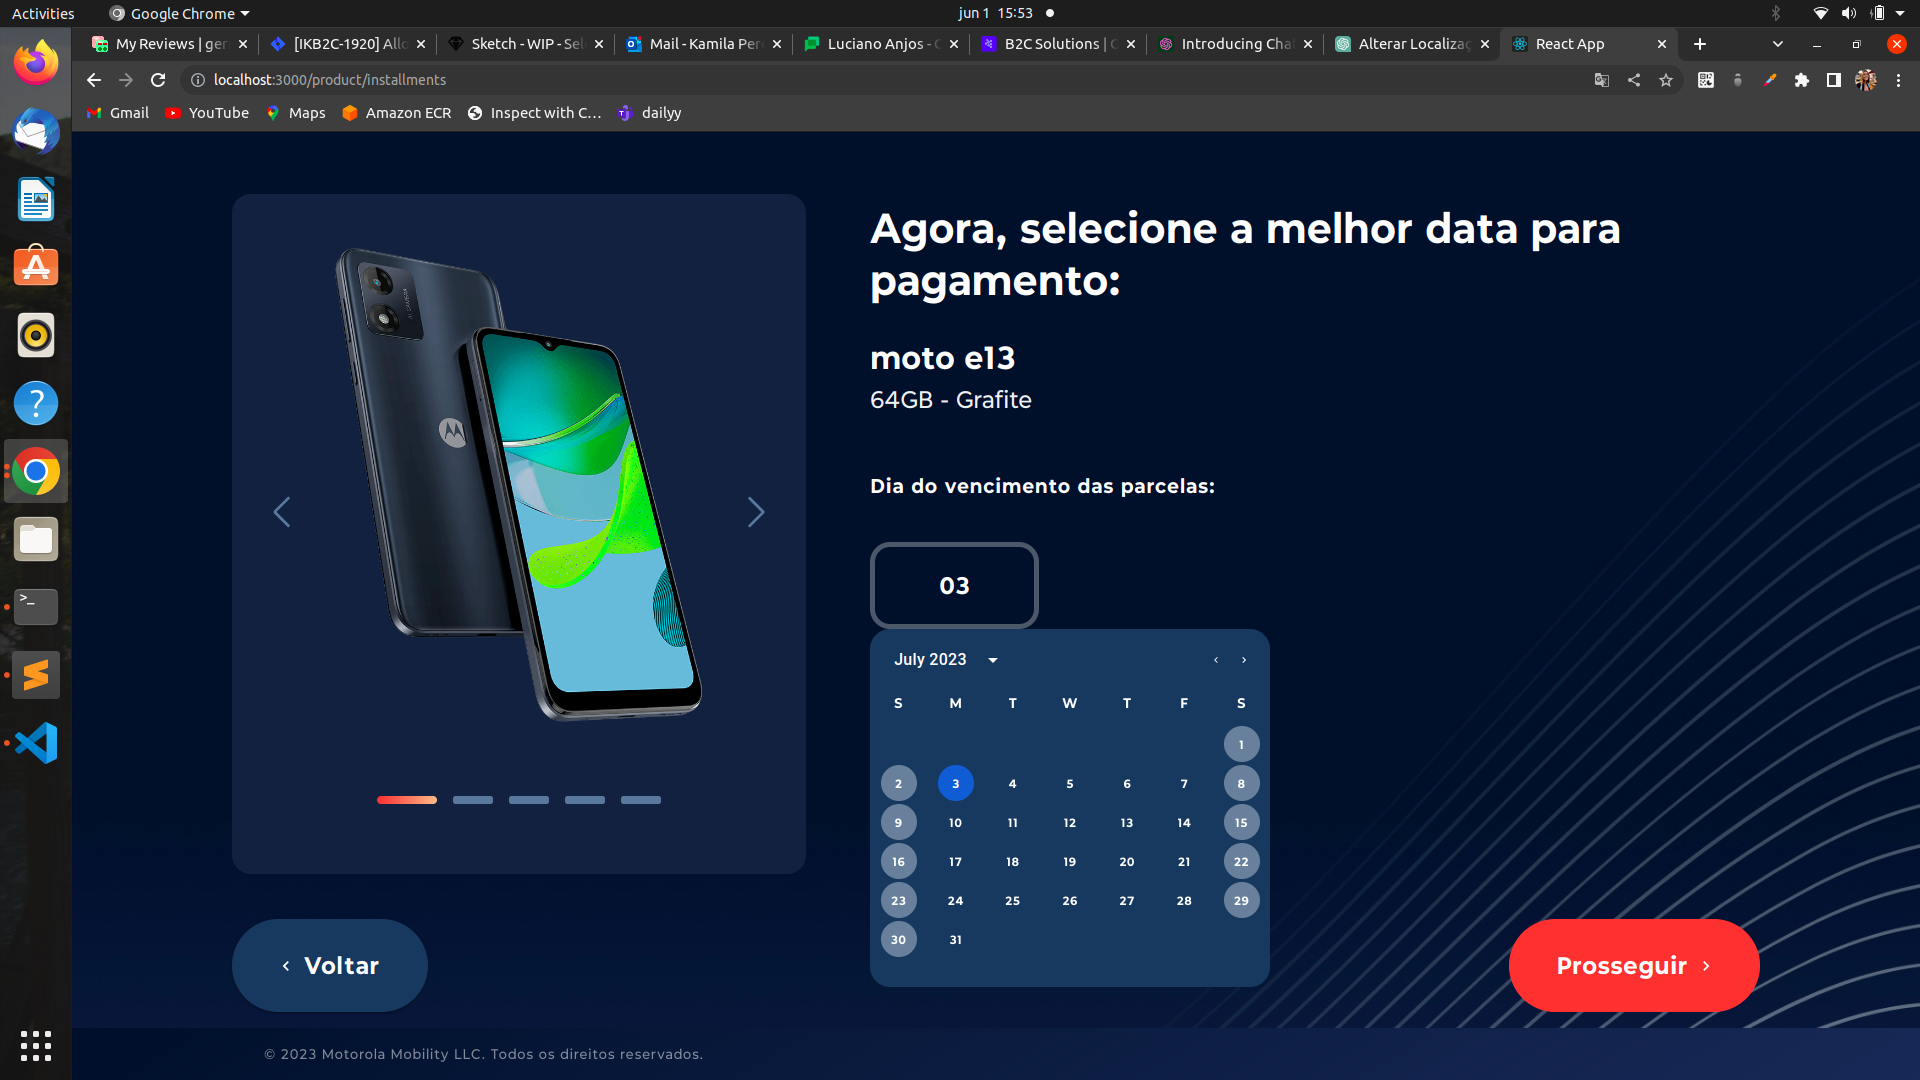 Activities
Google Chrome
jun 1 15:53
My Reviews | ger
[IKB2C-1920] Allo
Sketch - WIP - Sel
Mail - Kamila Per
Luciano Anjos - C
B2C Solutions | C
Introducing Cha
Alterar Localizaç
React App
localhost:3000/product/installments
Gmail
YouTube
Maps
Amazon ECR
Inspect with C...
dailyy
Agora, selecione a melhor data para
pagamento:
moto e13
64GB - Grafite
Dia do vencimento das parcelas:
03
July 2023
S M T W T F S
1
2 3 4 5 6 7 8
9 10 11 12 13 14 15
16 17 18 19 20 21 22
23 24 25 26 27 28 29
30 31
Voltar
Prosseguir
© 2023 Motorola Mobility LLC. Todos os direitos reservados.